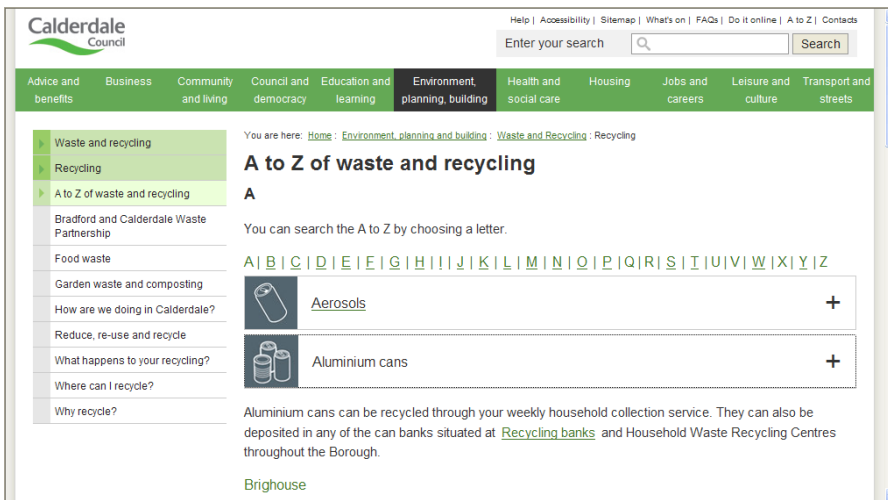 Calderdale
Council
Help | Accessibility | Sitemap | What's on | FAQs | Do it online | A to Z | Contacts
Enter your search
Search
Advice and benefits
Business
Community and living
Council and democracy
Education and learning
Environment, planning, building
Health and social care
Housing
Jobs and careers
Leisure and culture
Transport and streets
Waste and recycling
Recycling
A to Z of waste and recycling
Bradford and Calderdale Waste
Partnership
Food waste
Garden waste and composting
How are we doing in Calderdale?
Reduce, re-use and recycle
What happens to your recycling?
Where can I recycle?
Why recycle?
You are here: Home : Environment, planning and building : Waste and Recycling : Recycling
A to Z of waste and recycling
A
You can search the A to Z by choosing a letter.
A | B | C | D | E | F | G | H | I | J | K | L | M | N | O | P | Q | R | S | T | U | V | W | X | Y | Z
Aerosols +
Aluminium cans +
Aluminium cans can be recycled through your weekly household collection service. They can also be
deposited in any of the can banks situated at Recycling banks and Household Waste Recycling Centres
throughout the Borough.
Brighouse